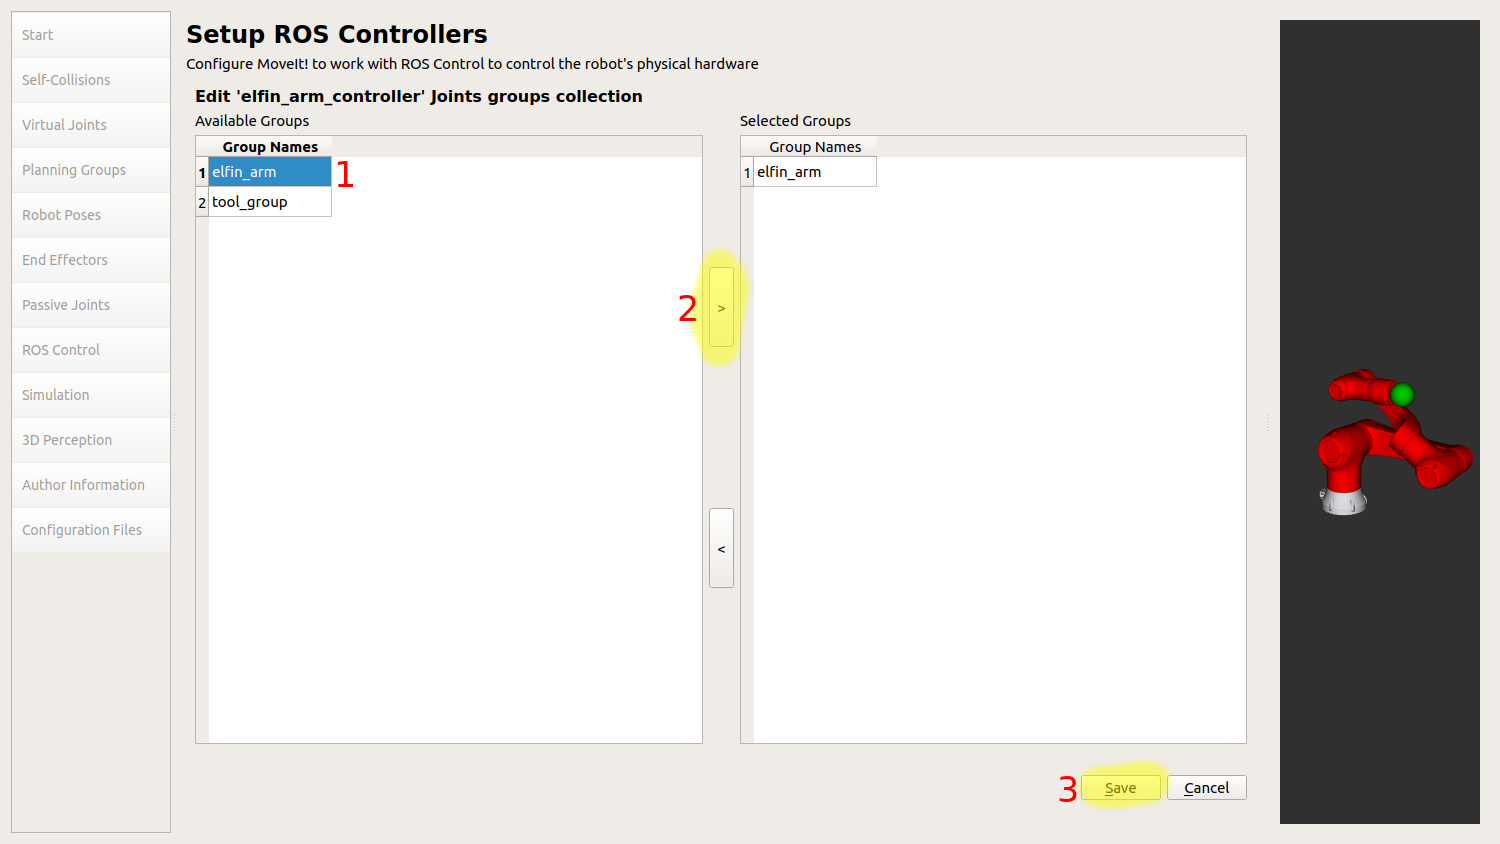 Start
Self-Collisions
Virtual Joints
Planning Groups
Robot Poses
End Effectors
Passive Joints
ROS Control
Simulation
3D Perception
Author Information
Configuration Files
Setup ROS Controllers
Configure MoveIt! to work with ROS Control to control the robot's physical hardware
Edit 'elfin_arm_controller' Joints groups collection
Available Groups
Group Names
1 elfin_arm 1
2 tool_group
2 >
<
Selected Groups
Group Names
1 elfin_arm
3 Save Cancel